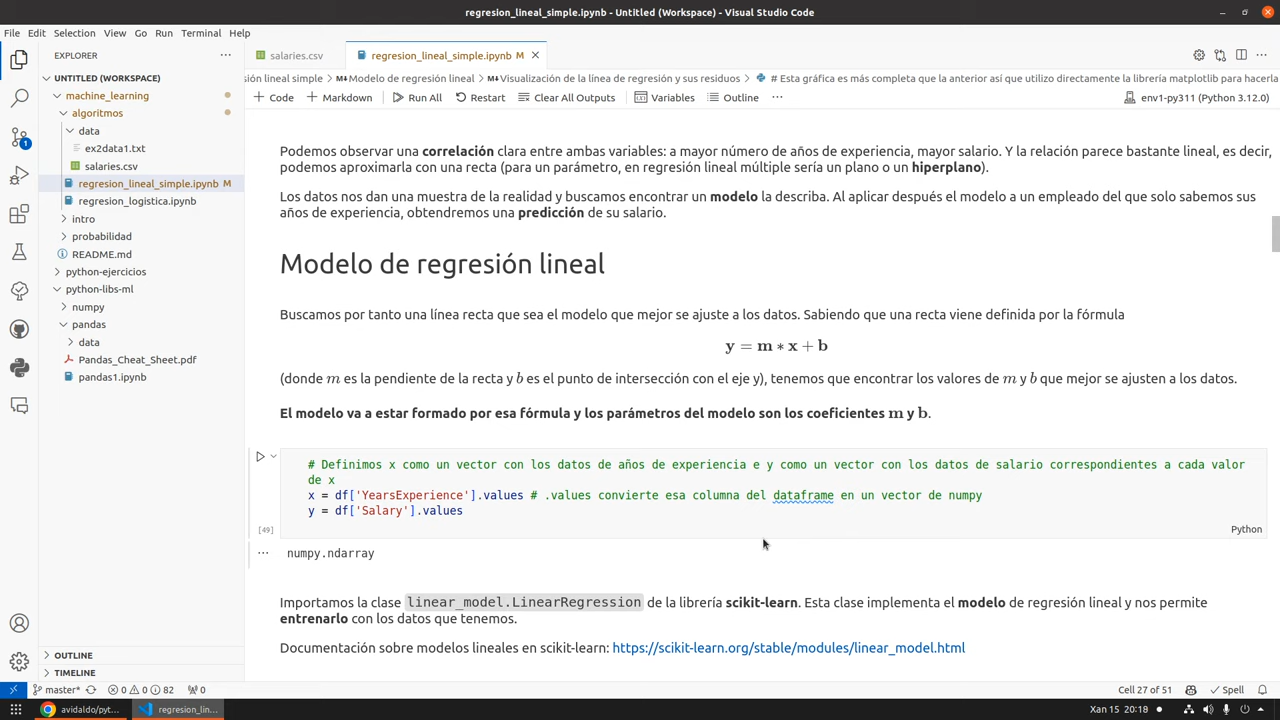 regresion_lineal_simple.ipynb - Untitled (Workspace) - Visual Studio Code
File Edit Selection View Go Run Terminal Help
EXPLORER
salaries.csv
regresion_lineal_simple.ipynb M
UNTITLED (WORKSPACE)
machine_learning
algoritmos
data
ex2data1.txt
salaries.csv
regresion_lineal_simple.ipynb M
regresion_logistica.ipynb
intro
probabilidad
README.md
python-ejercicios
python-libs-ml
numpy
pandas
data
Pandas_Cheat_Sheet.pdf
pandas1.ipynb
OUTLINE
TIMELINE
sión lineal simple > Modelo de regresión lineal > Visualización de la línea de regresión y sus residuos > # Esta gráfica es más completa que la anterior así que utilizo directamente la librería matplotlib para hacerla
+ Code + Markdown Run All Restart Clear All Outputs Variables Outline ... env1-py311 (Python 3.12.0)
Podemos observar una correlación clara entre ambas variables: a mayor número de años de experiencia, mayor salario. Y la relación parece bastante lineal, es decir,
podemos aproximarla con una recta (para un parámetro, en regresión lineal múltiple sería un plano o un hiperplano).
Los datos nos dan una muestra de la realidad y buscamos encontrar un modelo la describa. Al aplicar después el modelo a un empleado del que solo sabemos sus
años de experiencia, obtendremos una predicción de su salario.
Modelo de regresión lineal
Buscamos por tanto una línea recta que sea el modelo que mejor se ajuste a los datos. Sabiendo que una recta viene definida por la fórmula
y = m ∗ x + b
(donde m es la pendiente de la recta y b es el punto de intersección con el eje y), tenemos que encontrar los valores de m y b que mejor se ajusten a los datos.
El modelo va a estar formado por esa fórmula y los parámetros del modelo son los coeficientes m y b.
# Definimos x como un vector con los datos de años de experiencia e y como un vector con los datos de salario correspondientes a cada valor
de x
x = df['YearsExperience'].values # .values convierte esa columna del dataframe en un vector de numpy
y = df['Salary'].values
[49]
Python
... numpy.ndarray
Importamos la clase linear_model.LinearRegression de la librería scikit-learn. Esta clase implementa el modelo de regresión lineal y nos permite
entrenarlo con los datos que tenemos.
Documentación sobre modelos lineales en scikit-learn: https://scikit-learn.org/stable/modules/linear_model.html
master* 0 0 82 0
Cell 27 of 51 Spell
avidaldo/pyt... regresion_lin... Xan 15 20:18
1